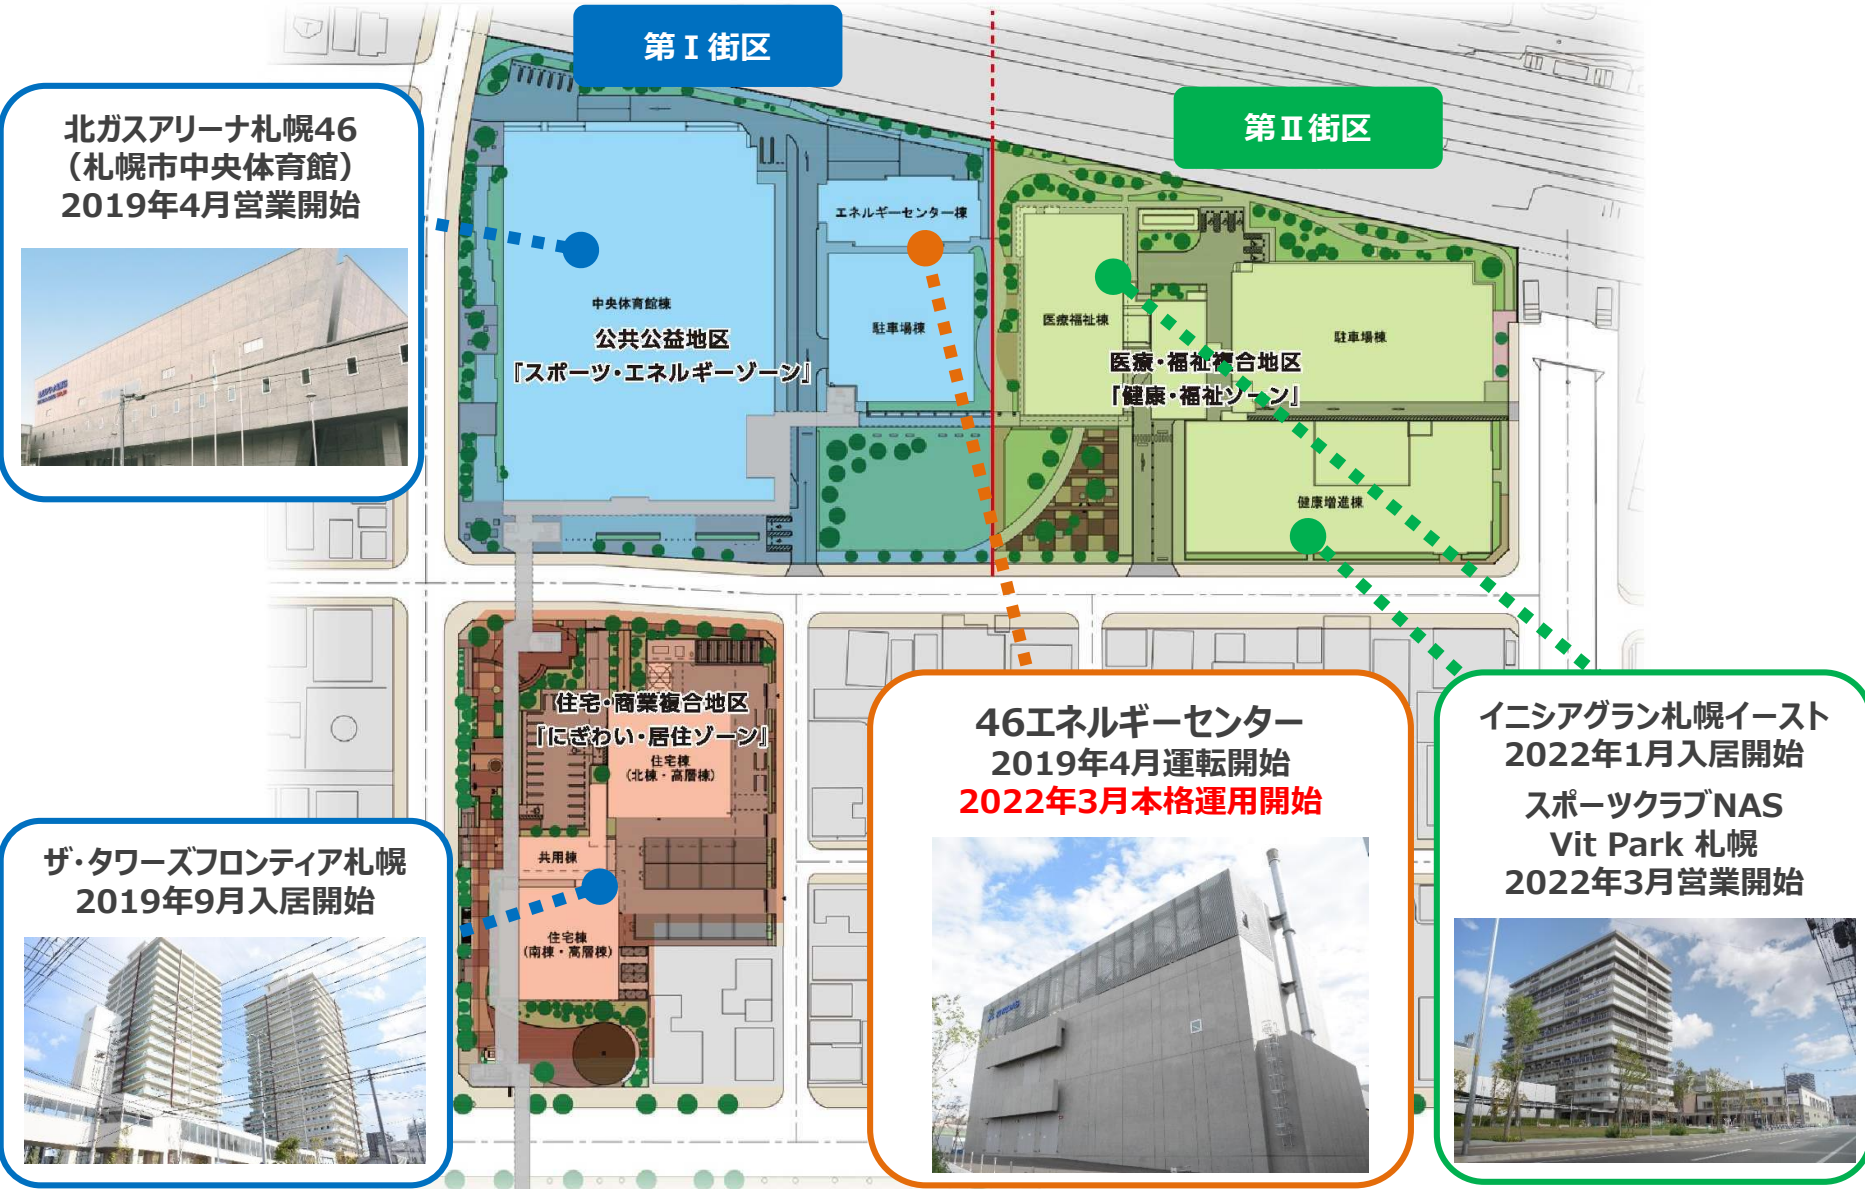 第Ⅰ街区
第Ⅱ街区
北ガスアリーナ札幌46
（札幌市中央体育館）
2019年4月営業開始
エネルギーセンター棟
中央体育館棟
公共公益地区
『スポーツ・エネルギーゾーン』
駐車場棟
医療福祉棟
医療・福祉複合地区
『健康・福祉ゾーン』
駐車場棟
健康増進棟
住宅・商業複合地区
『にぎわい・居住ゾーン』
住宅棟
(北棟・高層棟)
共用棟
住宅棟
(南棟・高層棟)
ザ・タワーズフロンティア札幌
2019年9月入居開始
46エネルギーセンター
2019年4月運転開始
2022年3月本格運用開始
イニシアグラン札幌イースト
2022年1月入居開始
スポーツクラブNAS
Vit Park 札幌
2022年3月営業開始